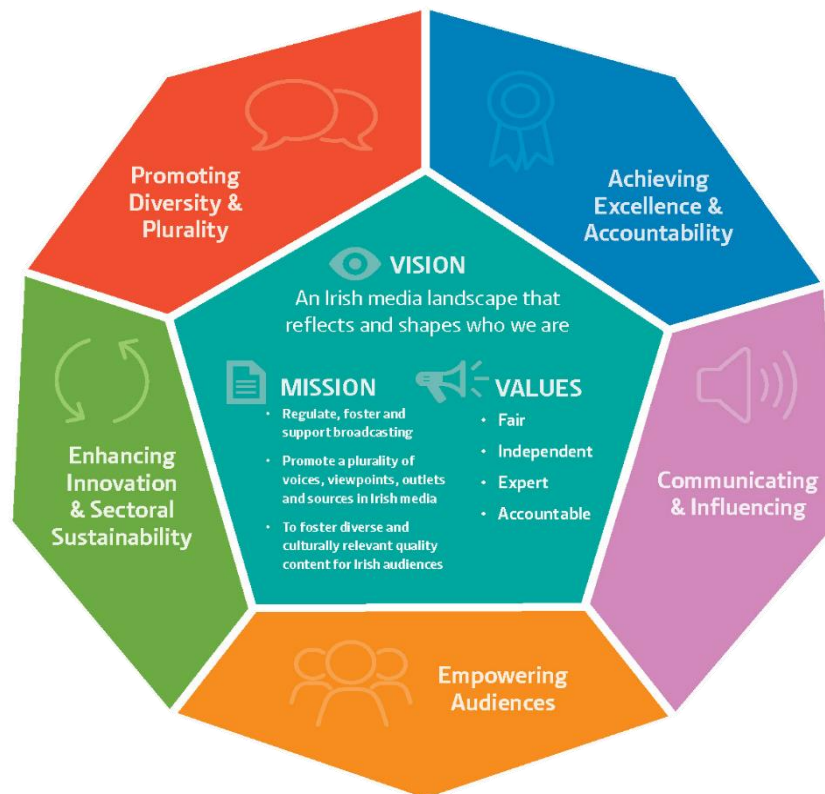 Promoting
Diversity &
Plurality
Achieving
Excellence &
Accountability
VISION
An Irish media landscape that
reflects and shapes who we are
MISSION
• Regulate, foster and
support broadcasting
• Promote a plurality of
voices, viewpoints, outlets
and sources in Irish media
• To foster diverse and
culturally relevant quality
content for Irish audiences
VALUES
• Fair
• Independent
• Expert
• Accountable
Enhancing
Innovation
& Sectoral
Sustainability
Communicating
& Influencing
Empowering
Audiences